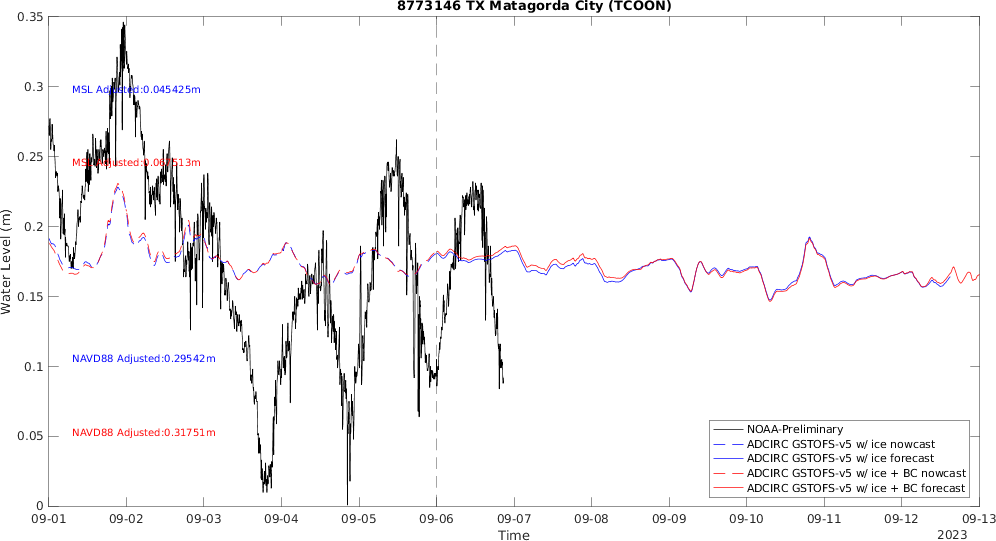 8773146 TX Matagorda City (TCOON)
0.35
0.3
0.25
0.2
0.15
0.1
0.05
0
Water Level (m)
MSL Adjusted:0.045425m
MSL Adjusted:0.067513m
NAVD88 Adjusted:0.29542m
NAVD88 Adjusted:0.31751m
NOAA-Preliminary
ADCIRC GSTOFS-v5 w/ ice nowcast
ADCIRC GSTOFS-v5 w/ ice forecast
ADCIRC GSTOFS-v5 w/ ice + BC nowcast
ADCIRC GSTOFS-v5 w/ ice + BC forecast
09-01 09-02 09-03 09-04 09-05 09-06 09-07 09-08 09-09 09-10 09-11 09-12 09-13
Time
2023